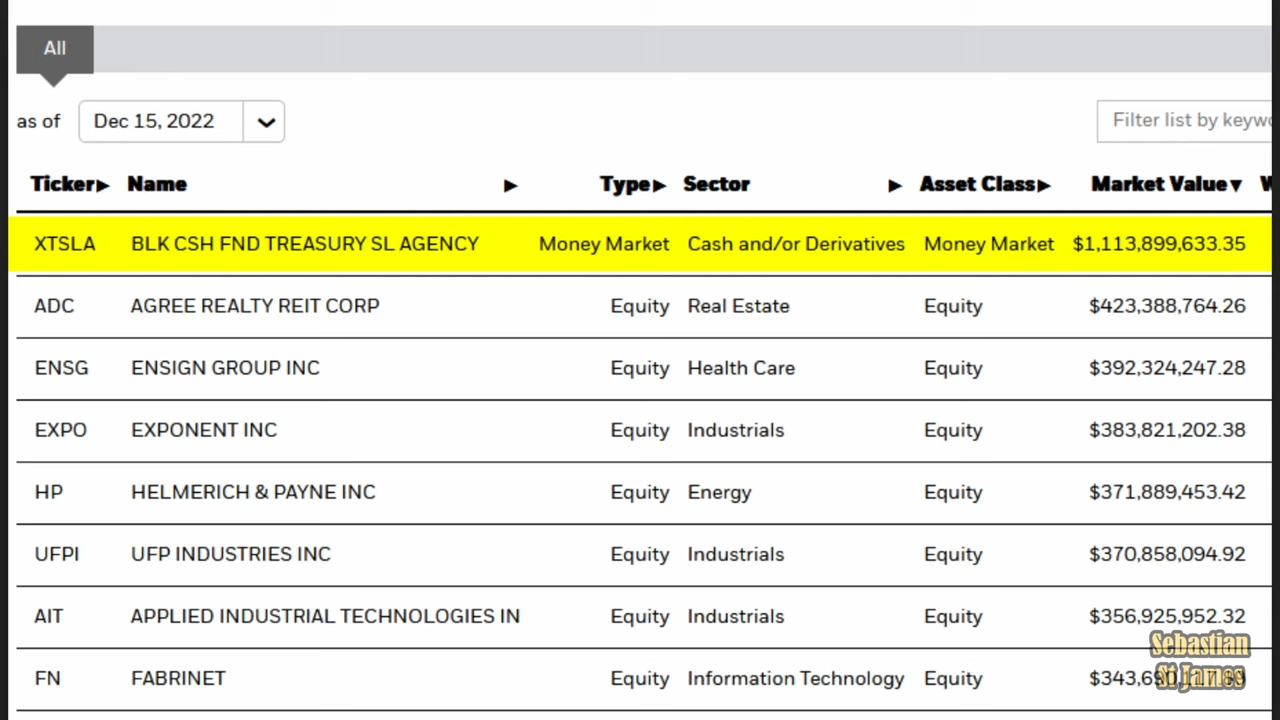 All
as of Dec 15, 2022 Filter list by keywo
Ticker▶ Name ▶ Type▶ Sector ▶ Asset Class▶ Market Value▼
XTSLA BLK CSH FND TREASURY SL AGENCY Money Market Cash and/or Derivatives Money Market $1,113,899,633.35
ADC AGREE REALTY REIT CORP Equity Real Estate Equity $423,388,764.26
ENSG ENSIGN GROUP INC Equity Health Care Equity $392,324,247.28
EXPO EXPONENT INC Equity Industrials Equity $383,821,202.38
HP HELMERICH & PAYNE INC Equity Energy Equity $371,889,453.42
UFPI UFP INDUSTRIES INC Equity Industrials Equity $370,858,094.92
AIT APPLIED INDUSTRIAL TECHNOLOGIES IN Equity Industrials Equity $356,925,952.32
FN FABRINET Equity Information Technology Equity
Sebastian
St James